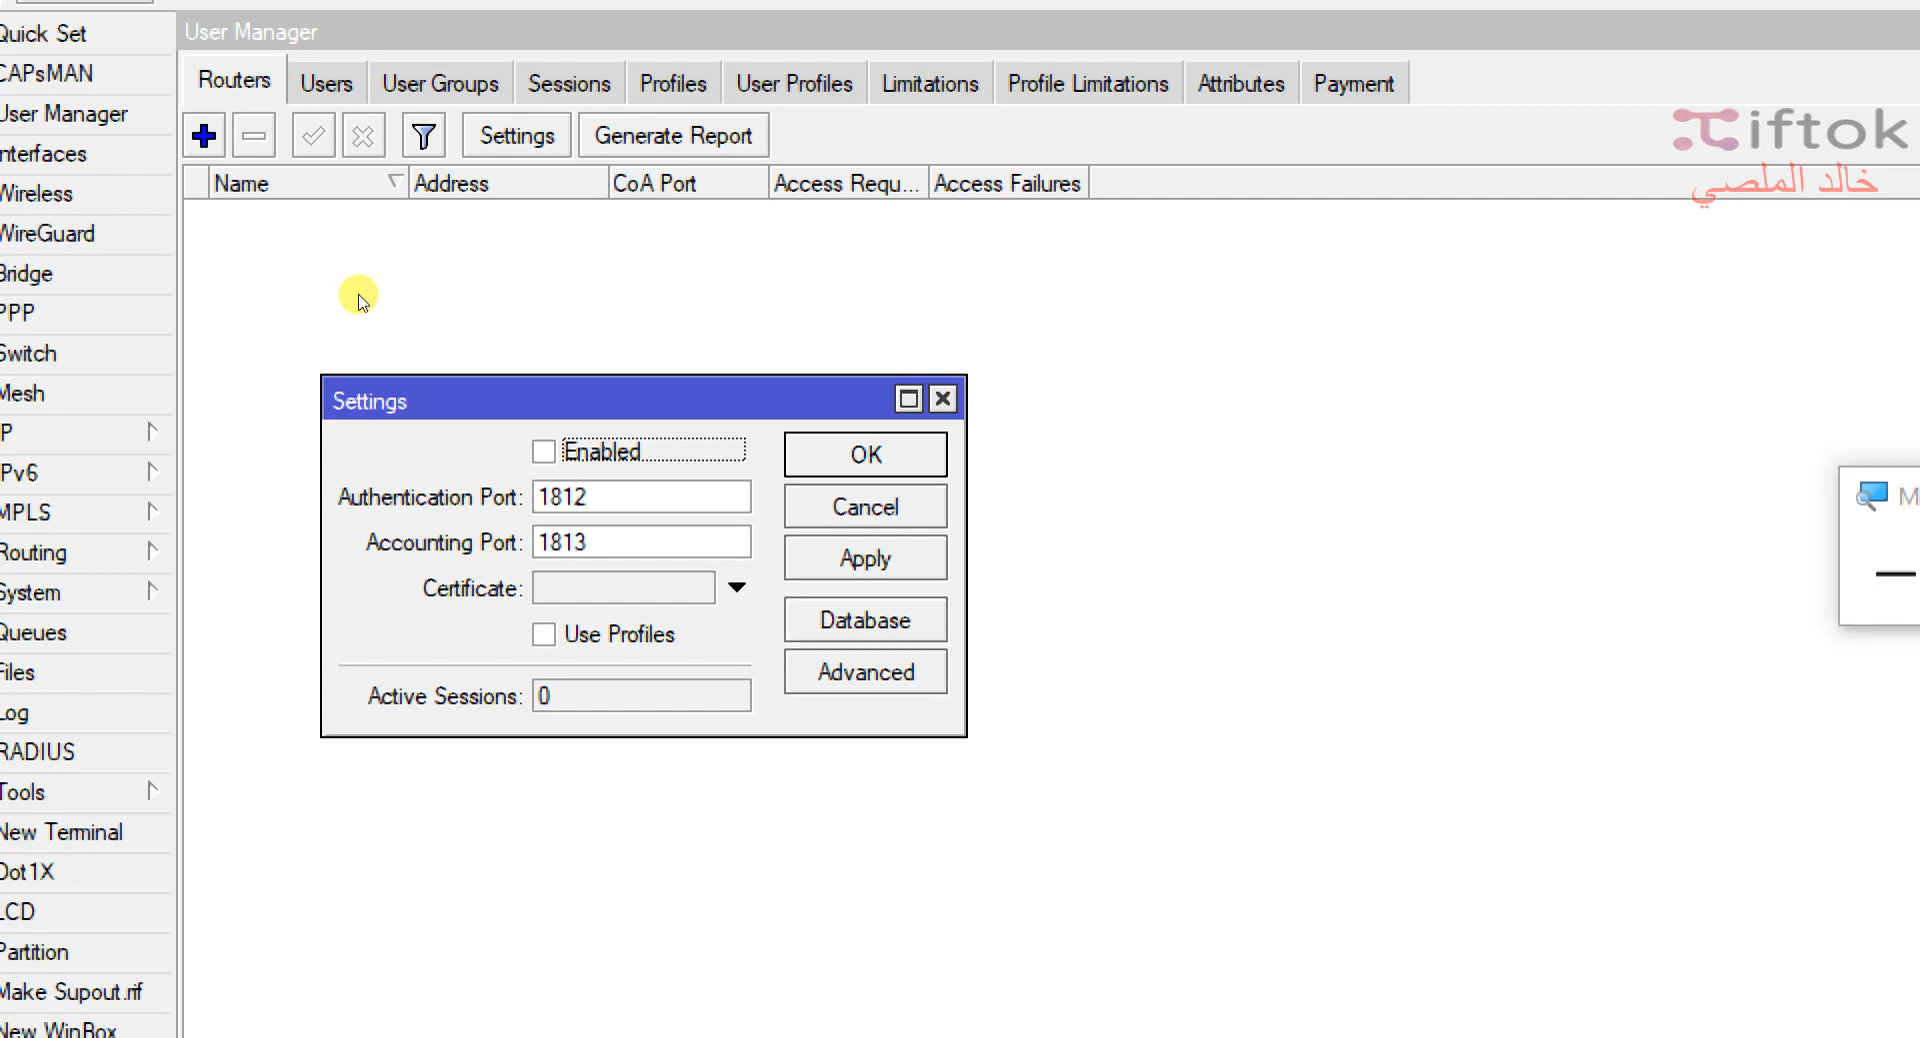 Quick Set
CAPsMAN
User Manager
Interfaces
Wireless
WireGuard
Bridge
PPP
Switch
Mesh
IP
IPv6
MPLS
Routing
System
Queues
Files
Log
RADIUS
Tools
New Terminal
Dot1X
LCD
Partition
Make Supout.rif
New WinBox
User Manager
Routers Users User Groups Sessions Profiles User Profiles Limitations Profile Limitations Attributes Payment
Settings Generate Report
Name Address CoA Port Access Requ... Access Failures
iftok
خالد الملصي
Settings
Enabled
Authentication Port: 1812
Accounting Port: 1813
Certificate:
Use Profiles
Active Sessions: 0
OK
Cancel
Apply
Database
Advanced
M